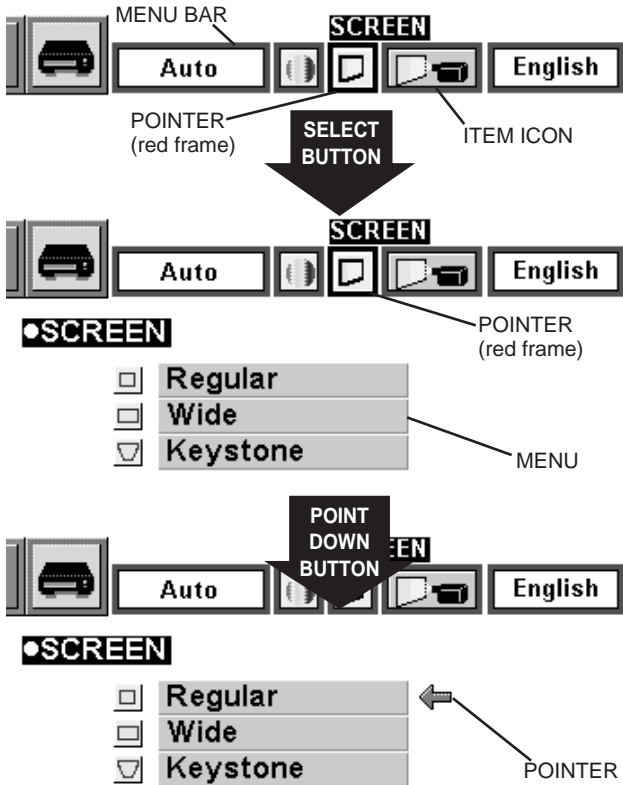 MENU BAR
SCREEN
Auto
English
POINTER
(red frame)
SELECT
BUTTON
ITEM ICON
SCREEN
Auto
English
POINTER
(red frame)
●SCREEN
Regular
Wide
Keystone
MENU
POINT
DOWN
BUTTON
EEN
Auto
English
●SCREEN
Regular
Wide
Keystone
POINTER